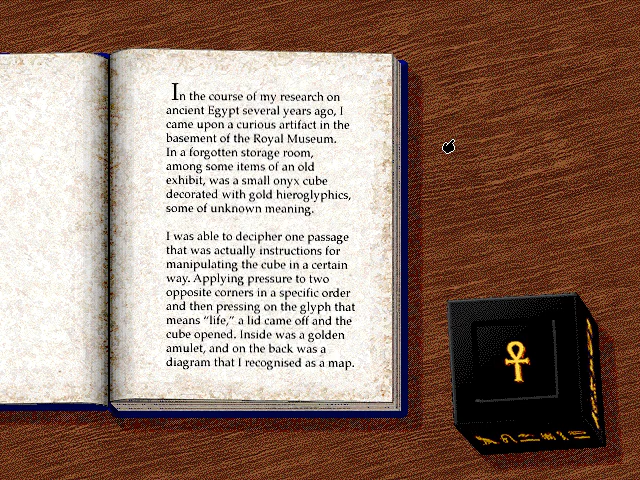 In the course of my research on
ancient Egypt several years ago, I
came upon a curious artifact in the
basement of the Royal Museum.
In a forgotten storage room,
among some items of an old
exhibit, was a small onyx cube
decorated with gold hieroglyphics,
some of unknown meaning.
I was able to decipher one passage
that was actually instructions for
manipulating the cube in a certain
way. Applying pressure to two
opposite corners in a specific order
and then pressing on the glyph that
means “life,” a lid came off and the
cube opened. Inside was a golden
amulet, and on the back was a
diagram that I recognised as a map.